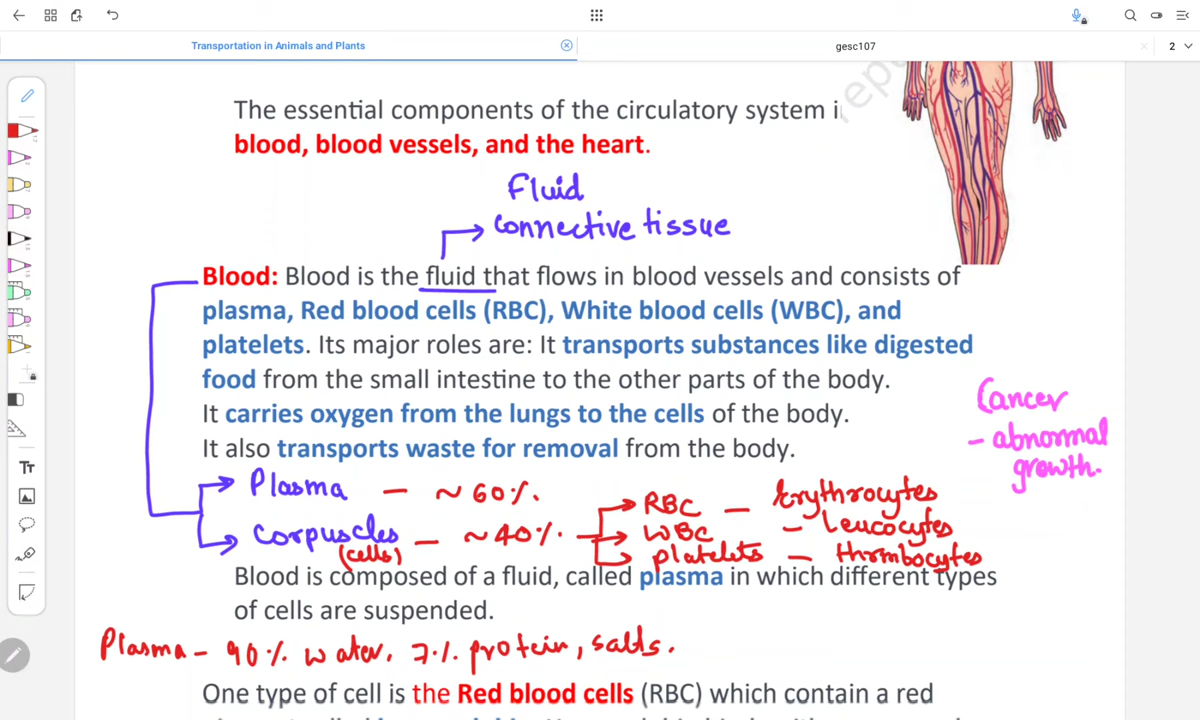 Transportation in Animals and Plants
gesc107
2
repu
The essential components of the circulatory system i
blood, blood vessels, and the heart.
Fluid
Connective tissue
Blood: Blood is the fluid that flows in blood vessels and consists of
plasma, Red blood cells (RBC), White blood cells (WBC), and
platelets. Its major roles are: It transports substances like digested
food from the small intestine to the other parts of the body.
It carries oxygen from the lungs to the cells of the body.
It also transports waste for removal from the body.
Cancer
- abnormal
growth.
Plasma - ~ 60%.
Corpuscles - ~40%.
(cells)
RBC - Erythrocytes
WBC - leucocytes
platelets - thrombocytes
Blood is composed of a fluid, called plasma in which different types
of cells are suspended.
Plasma - 90% water, 7% protein, salts.
One type of cell is the Red blood cells (RBC) which contain a red
Tт